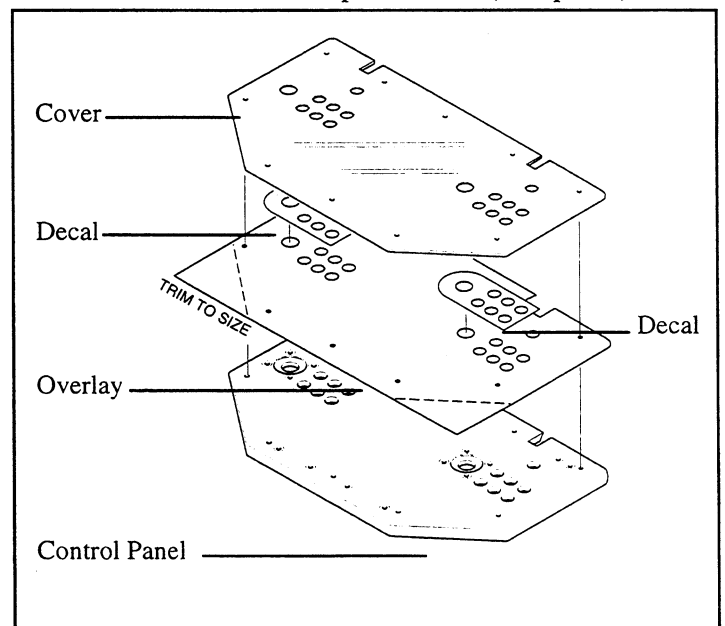 Cover
Decal
TRIM TO SIZE
Decal
Overlay
Control Panel